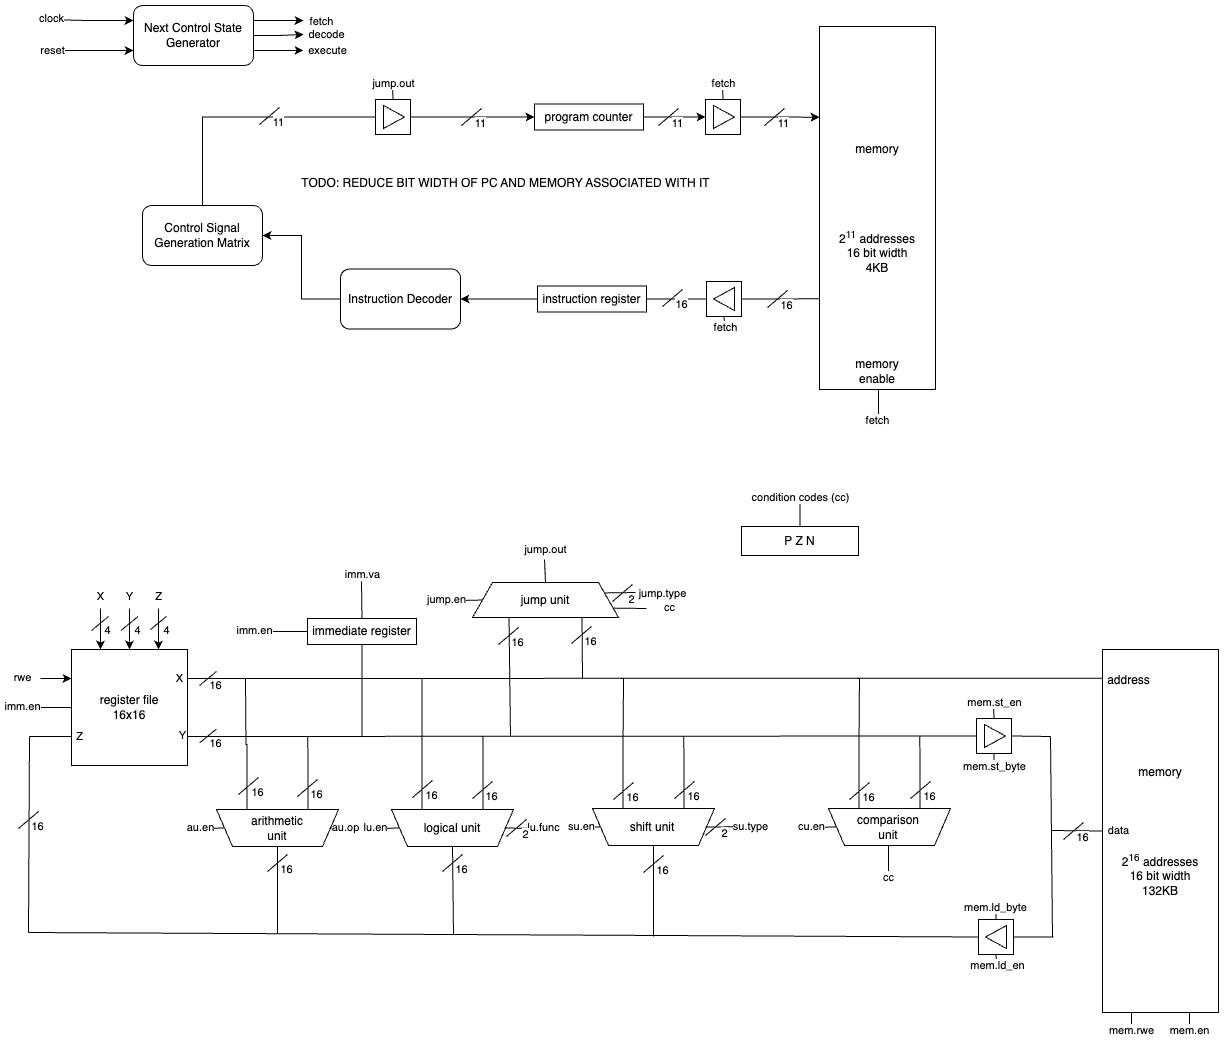 clock
reset
Next Control State
Generator
fetch
decode
execute
jump.out
fetch
11
11
program counter
11
11
memory
TODO: REDUCE BIT WIDTH OF PC AND MEMORY ASSOCIATED WITH IT
Control Signal
Generation Matrix
2^11 addresses
16 bit width
4KB
Instruction Decoder
instruction register
16
16
fetch
memory
enable
fetch
condition codes (cc)
P Z N
jump.out
imm.va
jump.en
jump unit
jump.type
2
cc
X
Y
Z
4
4
4
imm.en
immediate register
16
16
rwe
imm.en
register file
16x16
X
Y
Z
16
16
address
mem.st_en
mem.st_byte
memory
16
16
16
16
16
16
16
16
16
au.en
arithmetic
unit
au.op
lu.en
logical unit
2
lu.func
su.en
shift unit
2
su.type
cu.en
comparison
unit
16
data
2^16 addresses
16 bit width
132KB
16
16
16
cc
mem.ld_byte
mem.ld_en
mem.rwe
mem.en